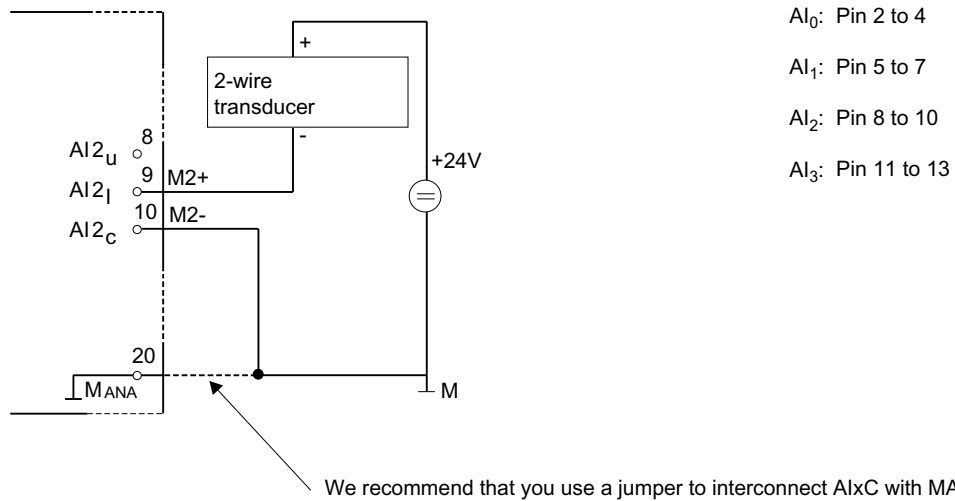 AI0: Pin 2 to 4
AI1: Pin 5 to 7
AI2: Pin 8 to 10
AI3: Pin 11 to 13
+
2-wire
transducer
-
+24V
8
AI2u
9
M2+
AI2I
10
M2-
AI2C
20
MANA
M
We recommend that you use a jumper to interconnect AIxC with MA